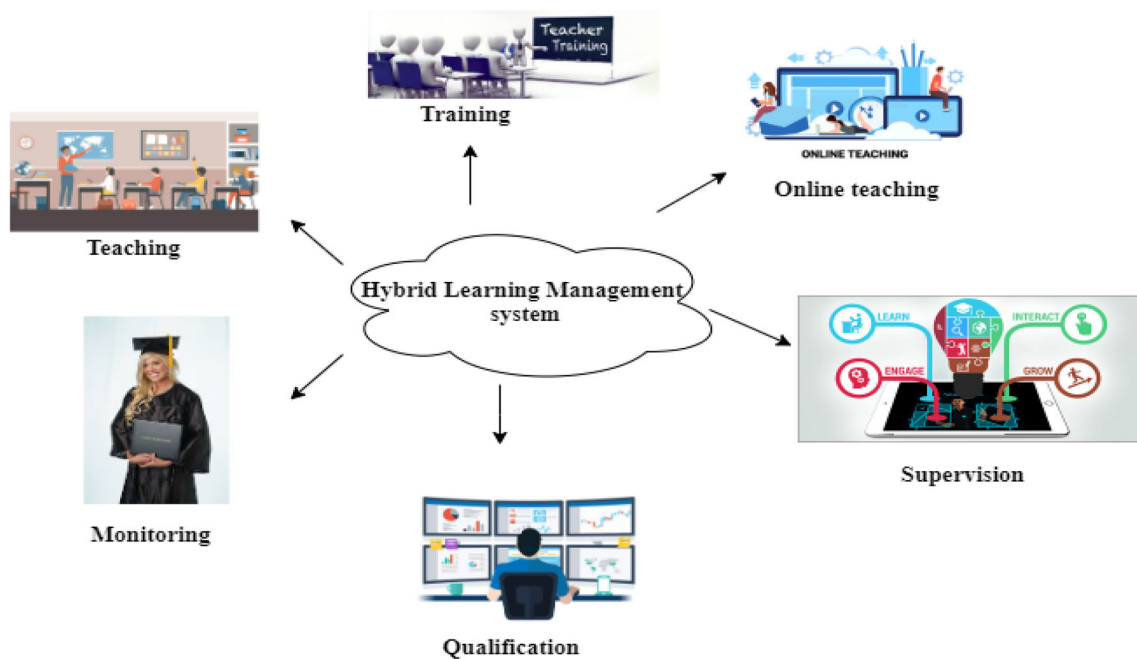 Teacher
Training
Training
ONLINE TEACHING
Online teaching
Teaching
Hybrid Learning Management
system
LEARN
INTERACT
ENGAGE
GROW
Supervision
Monitoring
Qualification